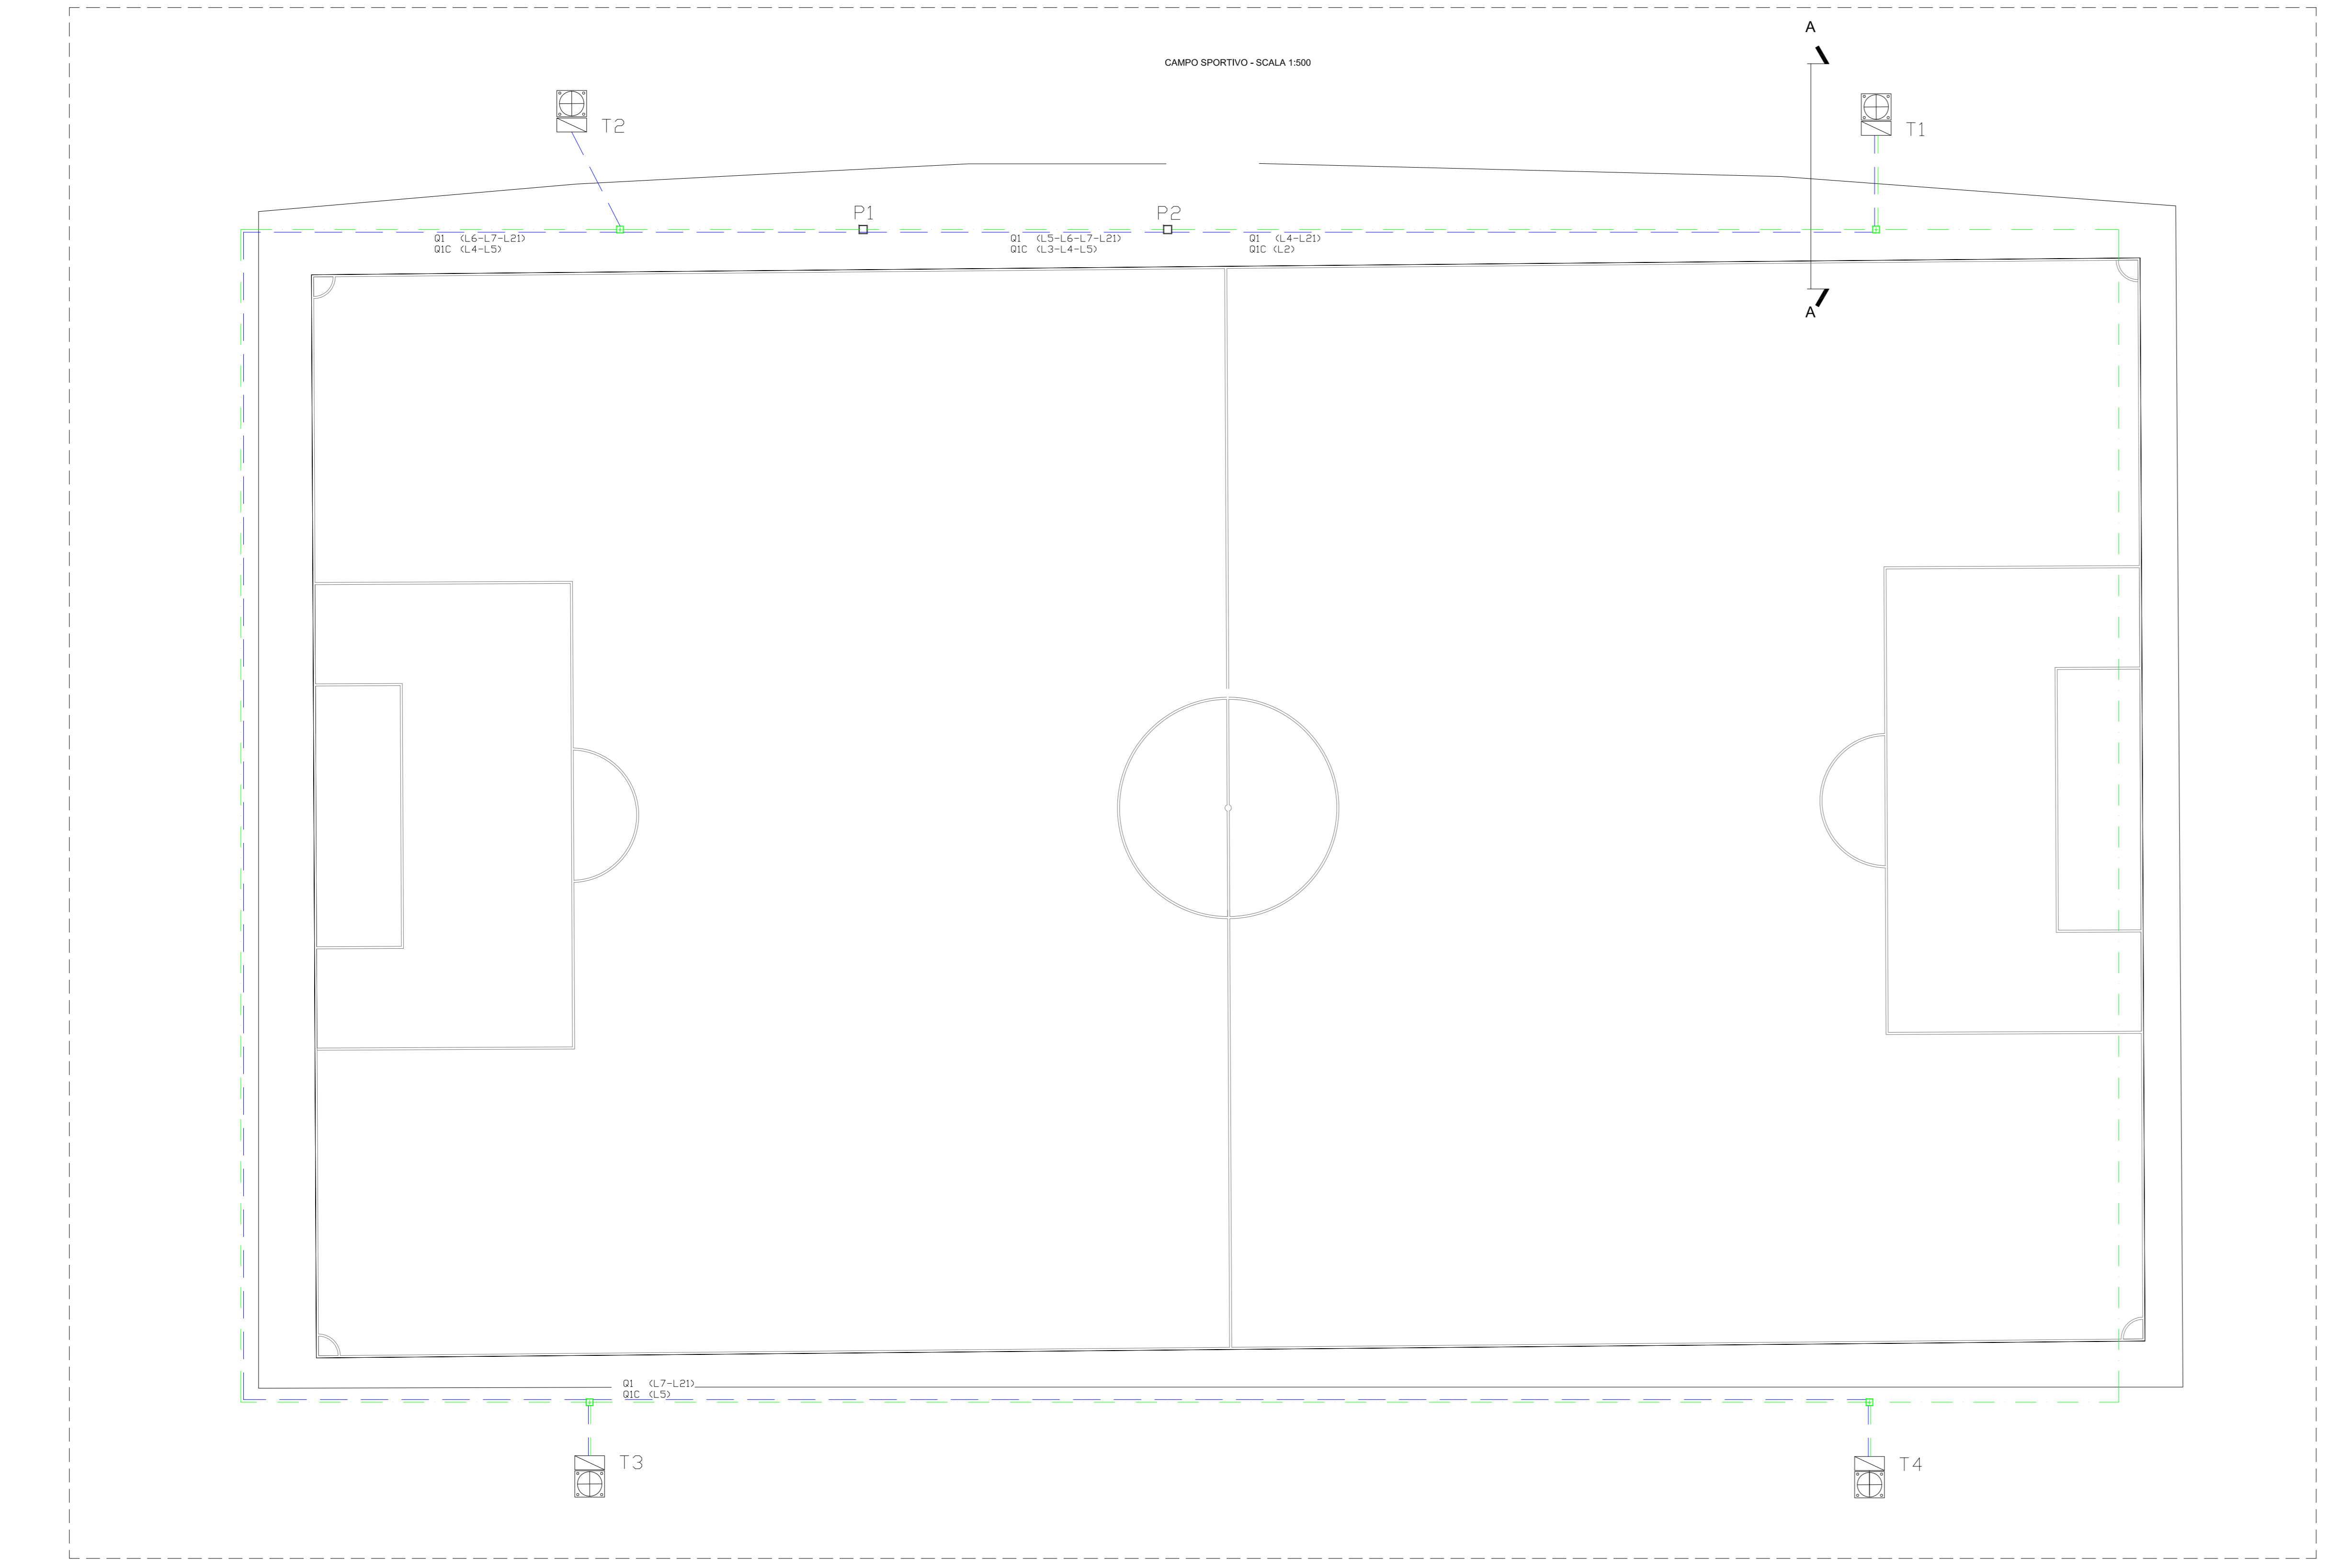 A
CAMPO SPORTIVO - SCALA 1:500
T2
T1
P1
P2
Q1 (L6-L7-L21)
Q1C (L4-L5)
Q1 (L5-L6-L7-L21)
Q1C (L3-L4-L5)
Q1 (L4-L21)
Q1C (L2)
A
Q1 (L7-L21)
Q1C (L5)
T3
T4